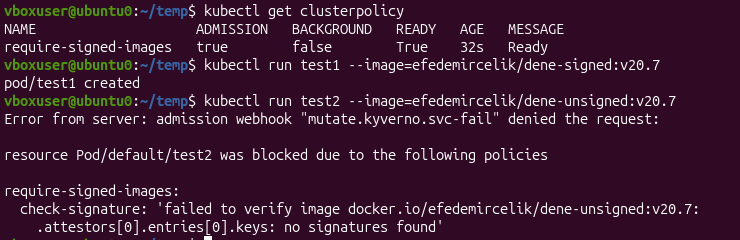 vboxuser@ubuntu0:~/temp$ kubectl get clusterpolicy
NAME                    ADMISSION   BACKGROUND   READY   AGE   MESSAGE
require-signed-images   true        false        True    32s   Ready
vboxuser@ubuntu0:~/temp$ kubectl run test1 --image=efedemircelik/dene-signed:v20.7
pod/test1 created
vboxuser@ubuntu0:~/temp$ kubectl run test2 --image=efedemircelik/dene-unsigned:v20.7
Error from server: admission webhook "mutate.kyverno.svc-fail" denied the request:

resource Pod/default/test2 was blocked due to the following policies

require-signed-images:
  check-signature: 'failed to verify image docker.io/efedemircelik/dene-unsigned:v20.7:
    .attestors[0].entries[0].keys: no signatures found'